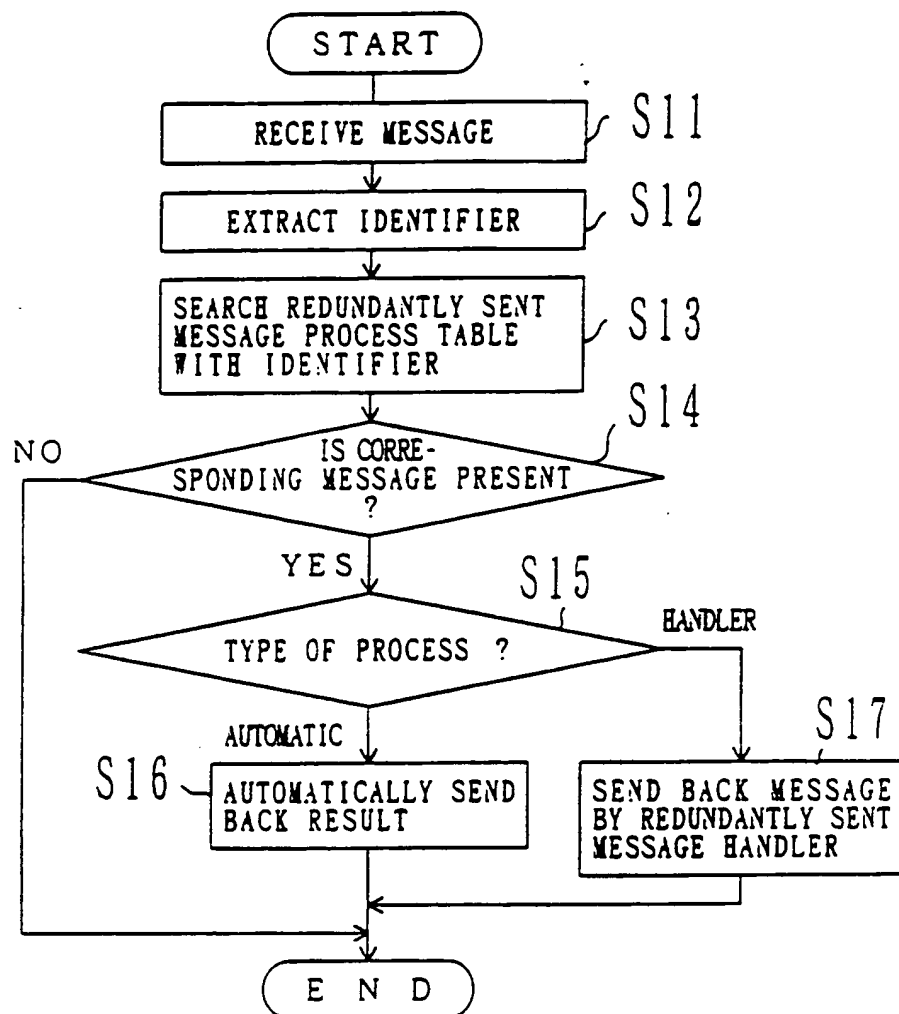 START
RECEIVE MESSAGE
S11
EXTRACT IDENTIFIER
S12
SEARCH REDUNDANTLY SENT
MESSAGE PROCESS TABLE
WITH IDENTIFIER
S13
S14
NO
IS CORRE-
SPONDING MESSAGE PRESENT
?
YES
S15
TYPE OF PROCESS ?
HANDLER
AUTOMATIC
S16
AUTOMATICALLY SEND
BACK RESULT
S17
SEND BACK MESSAGE
BY REDUNDANTLY SENT
MESSAGE HANDLER
END